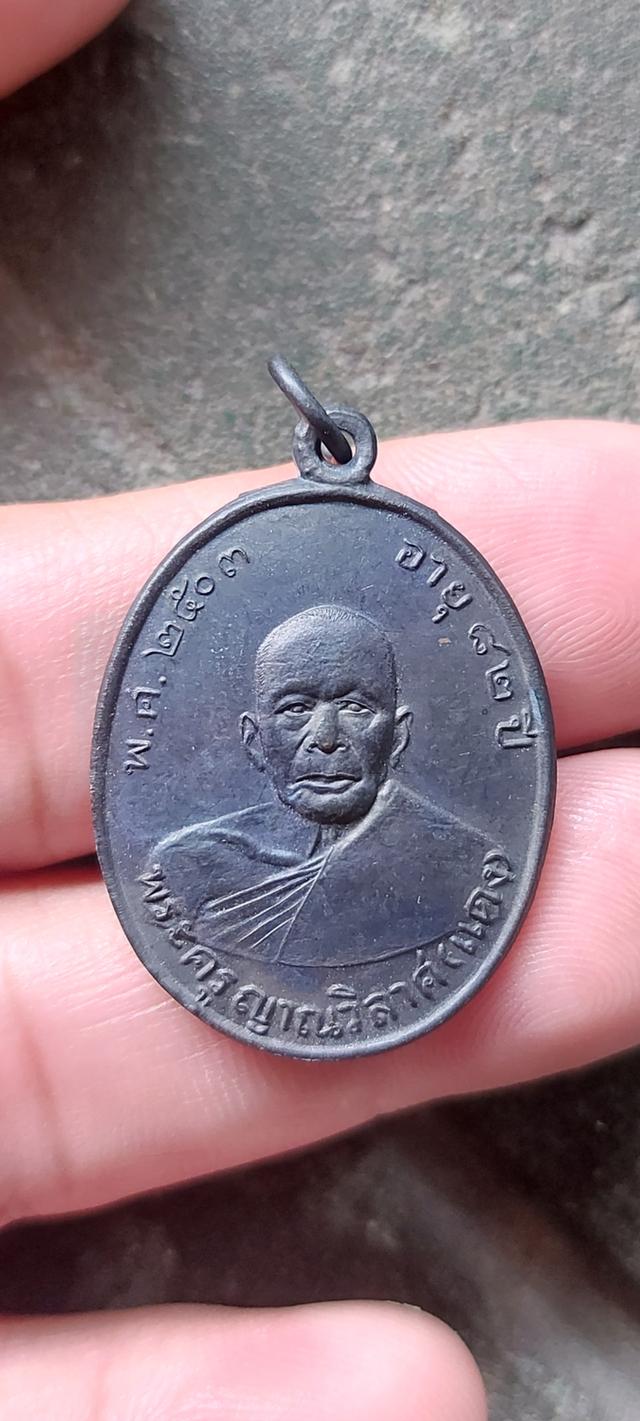 พ.ศ. ๒๕๐๓
อายุ ๘๒ ปี
พระครูญาณวิลาศ (แดง)